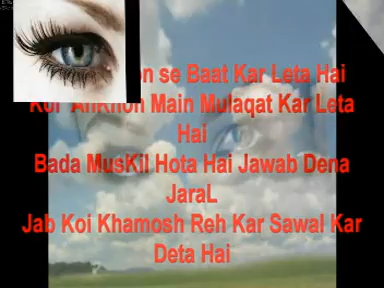 se Baat Kar Leta Hai
Koi Ankhon Main Mulaqat Kar Leta
Hai
Bada MusKil Hota Hai Jawab Dena
JaraL
Jab Koi Khamosh Reh Kar Sawal Kar
Deta Hai